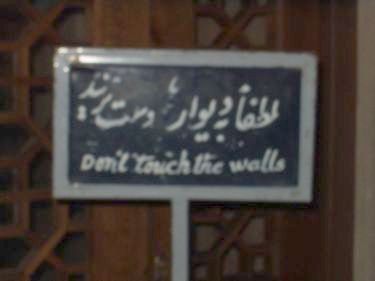 لطفاً به دیوارها دست نزنید
Don't touch the walls